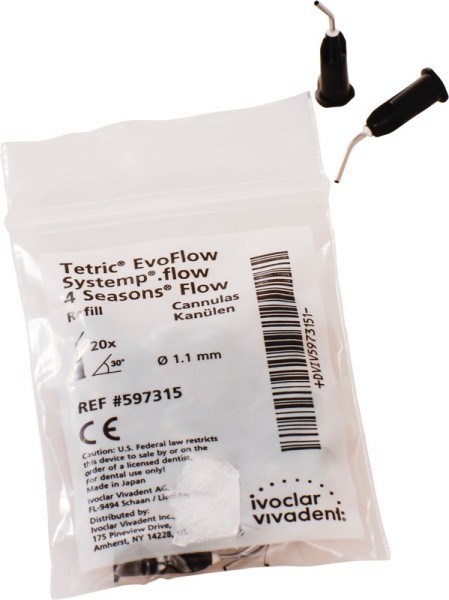 Tetric® EvoFlow
Systemp®.flow
4 Seasons® Flow
Refill
Cannulas
Kanülen
20x
30°
Ø 1.1 mm
REF #597315
CE
Caution: U.S. Federal law restricts
this device to sale by or on the
order of a licensed dentist.
For dental use only!
Made in Japan
Ivoclar Vivadent AG,
FL-9494 Schaan /
Distributed by:
Ivoclar Vivadent Inc.,
175 Pineview Drive,
Amherst, NY 14228,
+DVIV5973151-
ivoclar
vivadent: